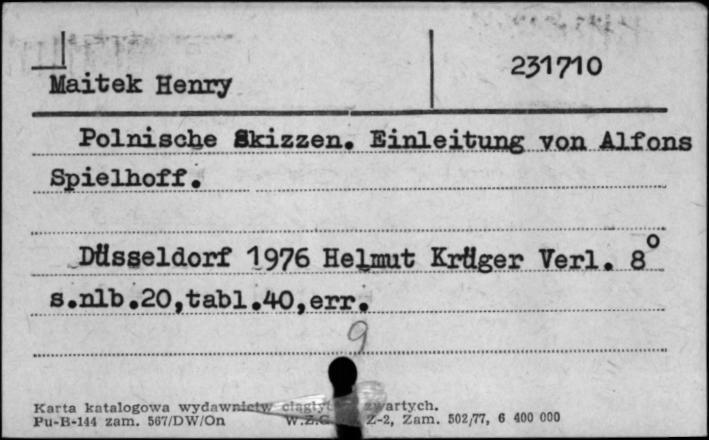 231710
Maitek Henry
Polnische Skizzen. Einleitung von Alfons
Spielhoff.
Düsseldorf 1976 Helmut Krüger Verl. 8°
s.nlb.20,tabl.40,err.
9
Karta katalogowa wydawnictw ciągłych zwartych.
Pu-B-144 zam. 567/DW/On W.Z.G. Z-2, Zam. 502/77, 6 400 000